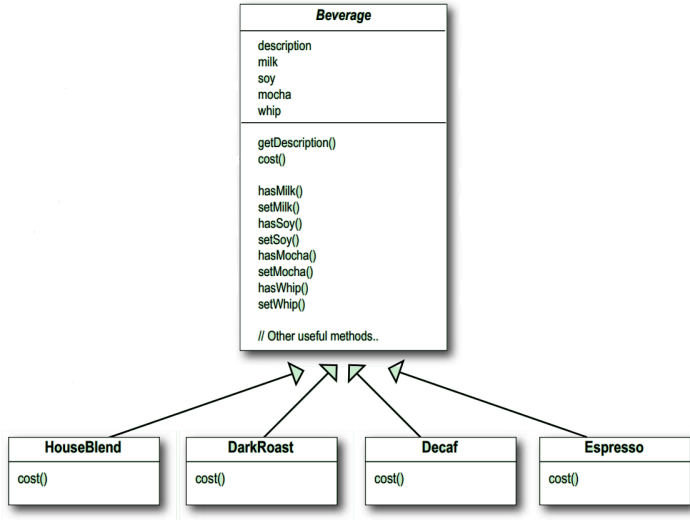 Beverage
description
milk
soy
mocha
whip
getDescription()
cost()
hasMilk()
setMilk()
hasSoy()
setSoy()
hasMocha()
setMocha()
hasWhip()
setWhip()
// Other useful methods..
HouseBlend
cost()
DarkRoast
cost()
Decaf
cost()
Espresso
cost()